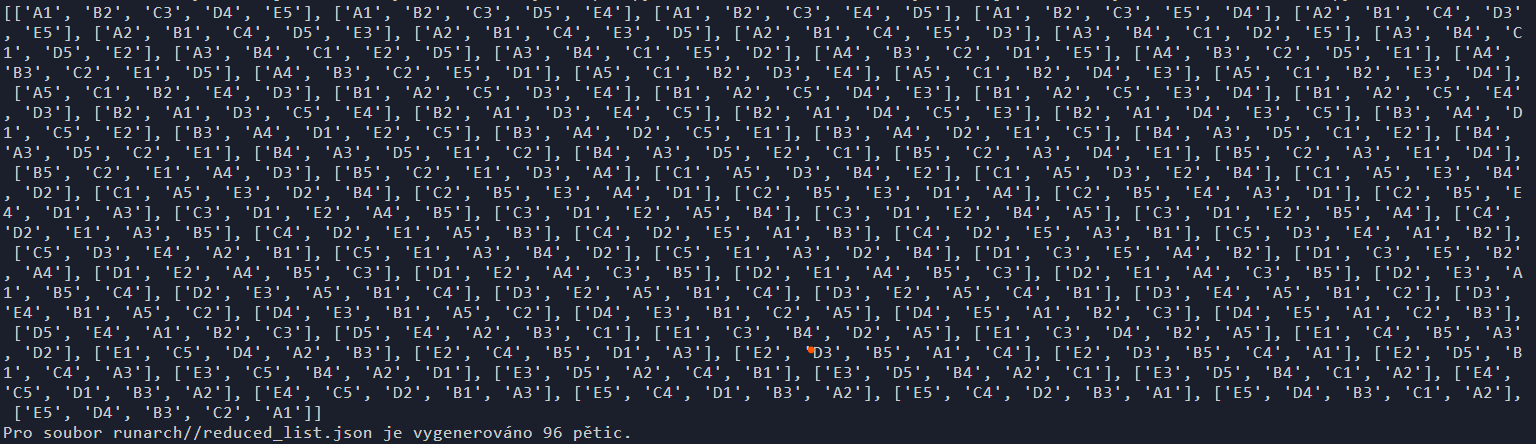 [['A1', 'B2', 'C3', 'D4', 'E5'], ['A1', 'B2', 'C3', 'D5', 'E4'], ['A1', 'B2', 'C3', 'E4', 'D5'], ['A1', 'B2', 'C3', 'E5', 'D4'], ['A2', 'B1', 'C4', 'D3'
, 'E5'], ['A2', 'B1', 'C4', 'D5', 'E3'], ['A2', 'B1', 'C4', 'E3', 'D5'], ['A2', 'B1', 'C4', 'E5', 'D3'], ['A3', 'B4', 'C1', 'D2', 'E5'], ['A3', 'B4', 'C
1', 'D5', 'E2'], ['A3', 'B4', 'C1', 'E2', 'D5'], ['A3', 'B4', 'C1', 'E5', 'D2'], ['A4', 'B3', 'C2', 'D1', 'E5'], ['A4', 'B3', 'C2', 'D5', 'E1'], ['A4',
'B3', 'C2', 'E1', 'D5'], ['A4', 'B3', 'C2', 'E5', 'D1'], ['A5', 'C1', 'B2', 'D3', 'E4'], ['A5', 'C1', 'B2', 'D4', 'E3'], ['A5', 'C1', 'B2', 'E3', 'D4'],
['A5', 'C1', 'B2', 'E4', 'D3'], ['B1', 'A2', 'C5', 'D3', 'E4'], ['B1', 'A2', 'C5', 'D4', 'E3'], ['B1', 'A2', 'C5', 'E3', 'D4'], ['B1', 'A2', 'C5', 'E4'
, 'D3'], ['B2', 'A1', 'D3', 'C5', 'E4'], ['B2', 'A1', 'D3', 'E4', 'C5'], ['B2', 'A1', 'D4', 'C5', 'E3'], ['B2', 'A1', 'D4', 'E3', 'C5'], ['B3', 'A4', 'D
1', 'C5', 'E2'], ['B3', 'A4', 'D1', 'E2', 'C5'], ['B3', 'A4', 'D2', 'C5', 'E1'], ['B3', 'A4', 'D2', 'E1', 'C5'], ['B4', 'A3', 'D5', 'C1', 'E2'], ['B4',
'A3', 'D5', 'C2', 'E1'], ['B4', 'A3', 'D5', 'E1', 'C2'], ['B4', 'A3', 'D5', 'E2', 'C1'], ['B5', 'C2', 'A3', 'D4', 'E1'], ['B5', 'C2', 'A3', 'E1', 'D4'],
['B5', 'C2', 'E1', 'A4', 'D3'], ['B5', 'C2', 'E1', 'D3', 'A4'], ['C1', 'A5', 'D3', 'B4', 'E2'], ['C1', 'A5', 'D3', 'E2', 'B4'], ['C1', 'A5', 'E3', 'B4'
, 'D2'], ['C1', 'A5', 'E3', 'D2', 'B4'], ['C2', 'B5', 'E3', 'A4', 'D1'], ['C2', 'B5', 'E3', 'D1', 'A4'], ['C2', 'B5', 'E4', 'A3', 'D1'], ['C2', 'B5', 'E
4', 'D1', 'A3'], ['C3', 'D1', 'E2', 'A4', 'B5'], ['C3', 'D1', 'E2', 'A5', 'B4'], ['C3', 'D1', 'E2', 'B4', 'A5'], ['C3', 'D1', 'E2', 'B5', 'A4'], ['C4',
'D2', 'E1', 'A3', 'B5'], ['C4', 'D2', 'E1', 'A5', 'B3'], ['C4', 'D2', 'E5', 'A1', 'B3'], ['C4', 'D2', 'E5', 'A3', 'B1'], ['C5', 'D3', 'E4', 'A1', 'B2'],
['C5', 'D3', 'E4', 'A2', 'B1'], ['C5', 'E1', 'A3', 'B4', 'D2'], ['C5', 'E1', 'A3', 'D2', 'B4'], ['D1', 'C3', 'E5', 'A4', 'B2'], ['D1', 'C3', 'E5', 'B2'
, 'A4'], ['D1', 'E2', 'A4', 'B5', 'C3'], ['D1', 'E2', 'A4', 'C3', 'B5'], ['D2', 'E1', 'A4', 'B5', 'C3'], ['D2', 'E1', 'A4', 'C3', 'B5'], ['D2', 'E3', 'A
1', 'B5', 'C4'], ['D2', 'E3', 'A5', 'B1', 'C4'], ['D3', 'E2', 'A5', 'B1', 'C4'], ['D3', 'E2', 'A5', 'C4', 'B1'], ['D3', 'E4', 'A5', 'B1', 'C2'], ['D3',
'E4', 'B1', 'A5', 'C2'], ['D4', 'E3', 'B1', 'A5', 'C2'], ['D4', 'E3', 'B1', 'C2', 'A5'], ['D4', 'E5', 'A1', 'B2', 'C3'], ['D4', 'E5', 'A1', 'C2', 'B3'],
['D5', 'E4', 'A1', 'B2', 'C3'], ['D5', 'E4', 'A2', 'B3', 'C1'], ['E1', 'C3', 'B4', 'D2', 'A5'], ['E1', 'C3', 'D4', 'B2', 'A5'], ['E1', 'C4', 'B5', 'A3'
, 'D2'], ['E1', 'C5', 'D4', 'A2', 'B3'], ['E2', 'C4', 'B5', 'D1', 'A3'], ['E2', 'D3', 'B5', 'A1', 'C4'], ['E2', 'D3', 'B5', 'C4', 'A1'], ['E2', 'D5', 'B
1', 'C4', 'A3'], ['E3', 'C5', 'B4', 'A2', 'D1'], ['E3', 'D5', 'A2', 'C4', 'B1'], ['E3', 'D5', 'B4', 'A2', 'C1'], ['E3', 'D5', 'B4', 'C1', 'A2'], ['E4',
'C5', 'D1', 'B3', 'A2'], ['E4', 'C5', 'D2', 'B1', 'A3'], ['E5', 'C4', 'D1', 'B3', 'A2'], ['E5', 'C4', 'D2', 'B3', 'A1'], ['E5', 'D4', 'B3', 'C1', 'A2'],
['E5', 'D4', 'B3', 'C2', 'A1']]
Pro soubor runarch//reduced_list.json je vygenerováno 96 pětic.